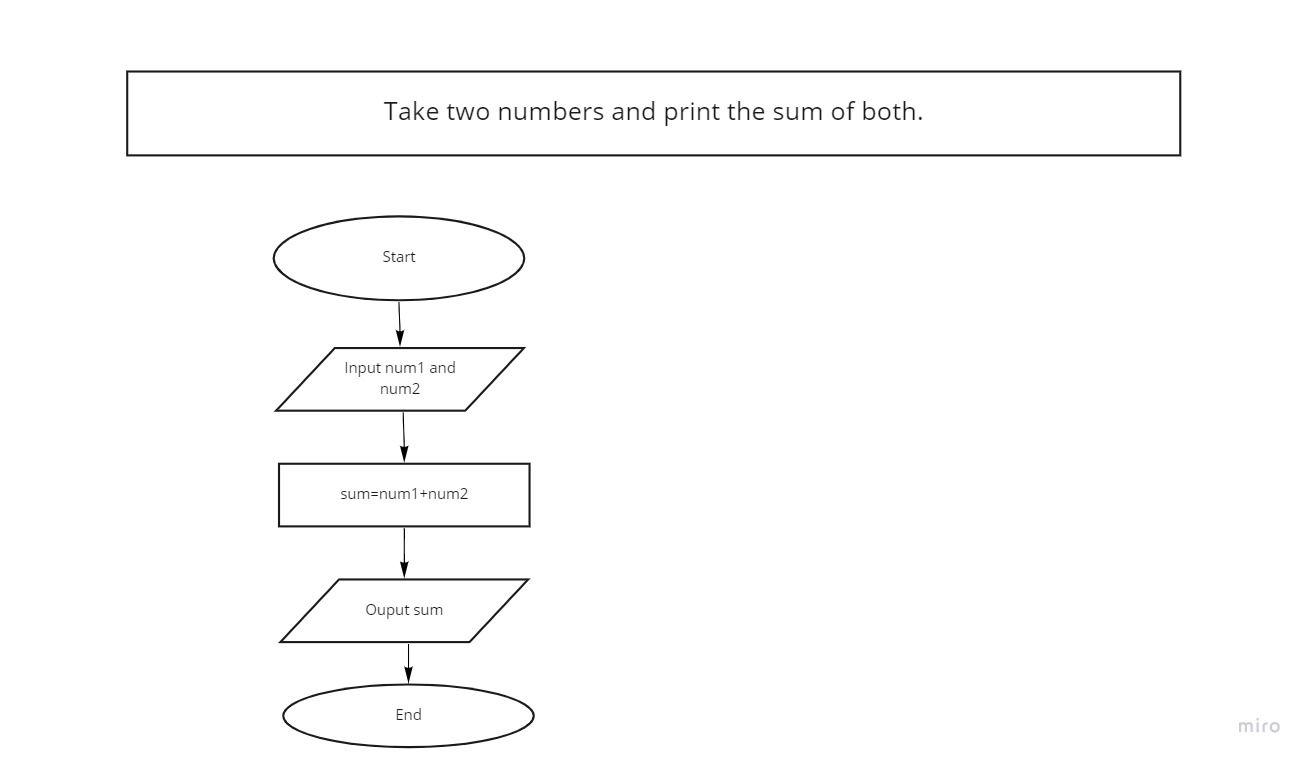 Take two numbers and print the sum of both.
Start
Input num1 and
num2
sum=num1+num2
Ouput sum
End
miro